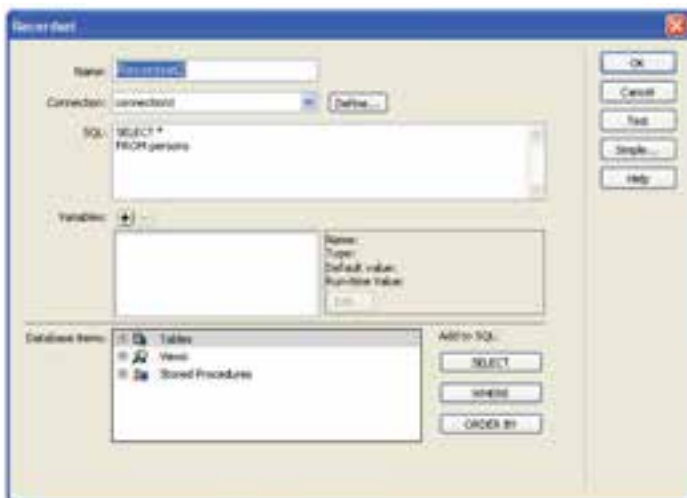 Recordset
Name:
Connection: connection1 Define...
SQL: SELECT *
FROM persons
Variables: + -
Name:
Type:
Default value:
Run-time Value:
Edit...
Database items: Tables
Views
Stored Procedures
Add to SQL:
SELECT
WHERE
ORDER BY
OK
Cancel
Test
Simple...
Help